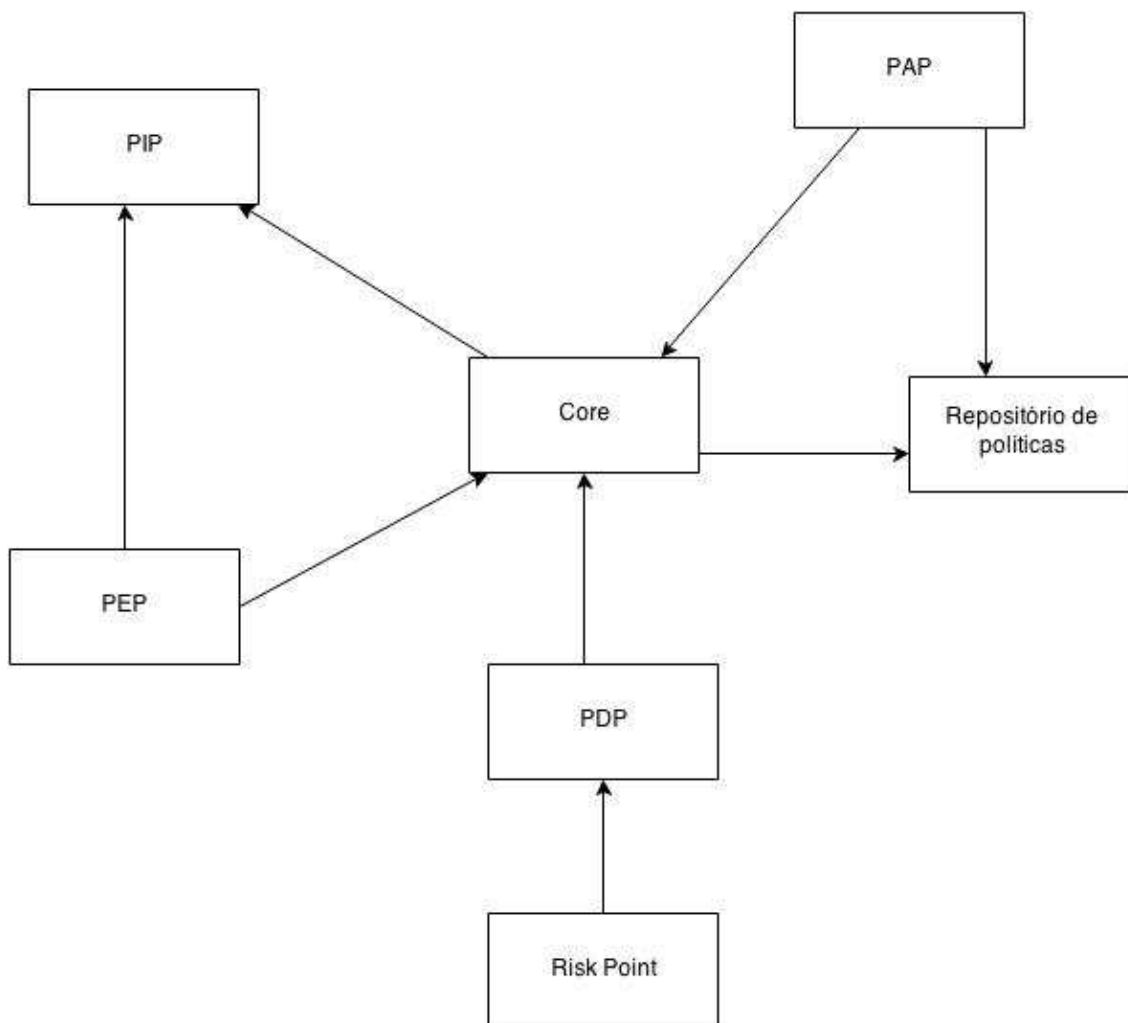 PAP
PIP
Core
Repositório de
políticas
PEP
PDP
Risk Point